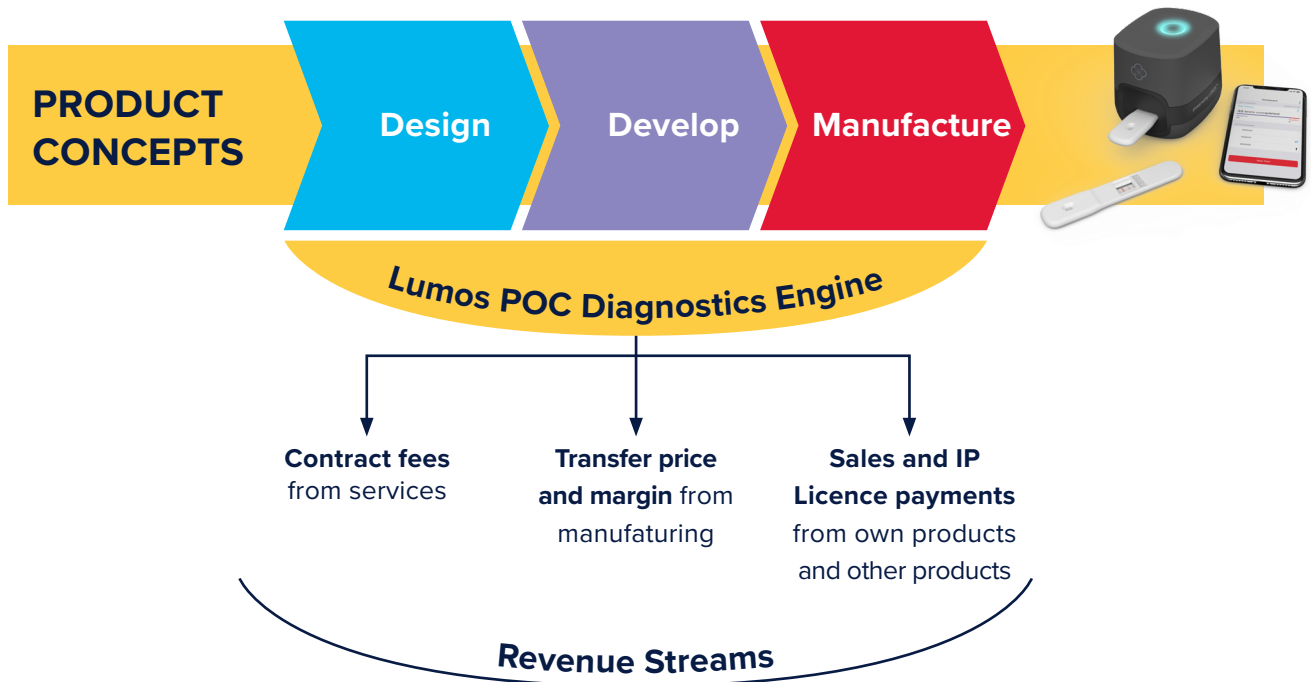 PRODUCT
CONCEPTS
Design
Develop
Manufacture
Lumos POC Diagnostics Engine
Contract fees
from services
Transfer price
and margin from
manufaturing
Sales and IP
Licence payments
from own products
and other products
Revenue Streams